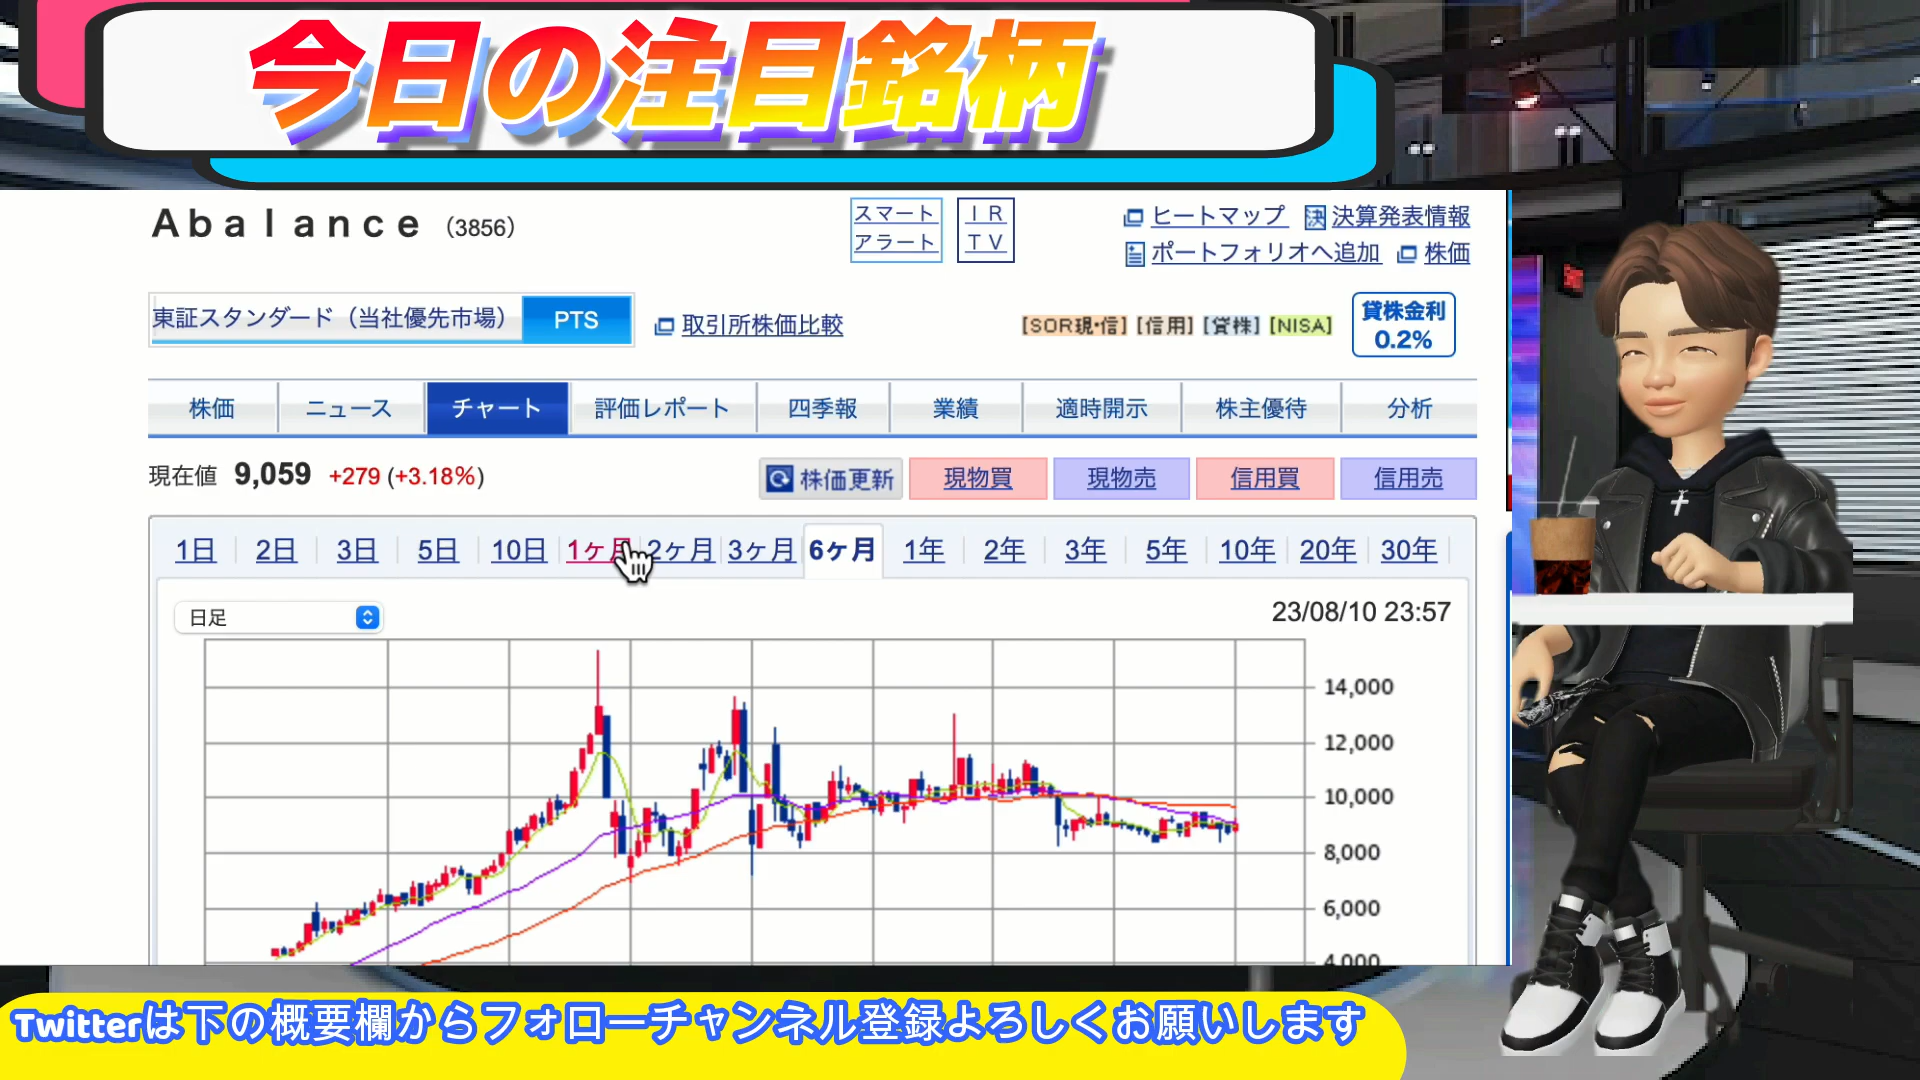 今日の注目銘柄
Abalance (3856)
スマート
アラート
IR
TV
ヒートマップ 決 決算発表情報
ポートフォリオへ追加 株価
東証スタンダード（当社優先市場） PTS 取引所株価比較
[SOR現・信] [信用] [貸株] [NISA]
貸株金利
0.2%
株価 ニュース チャート 評価レポート 四季報 業績 適時開示 株主優待 分析
現在値 9,059 +279 (+3.18%)
株価更新 現物買 現物売 信用買 信用売
1日 2日 3日 5日 10日 1ヶ月 2ヶ月 3ヶ月 6ヶ月 1年 2年 3年 5年 10年 20年 30年
日足
23/08/10 23:57
14,000
12,000
10,000
8,000
6,000
4,000
Twitterは下の概要欄からフォローチャンネル登録よろしくお願いします